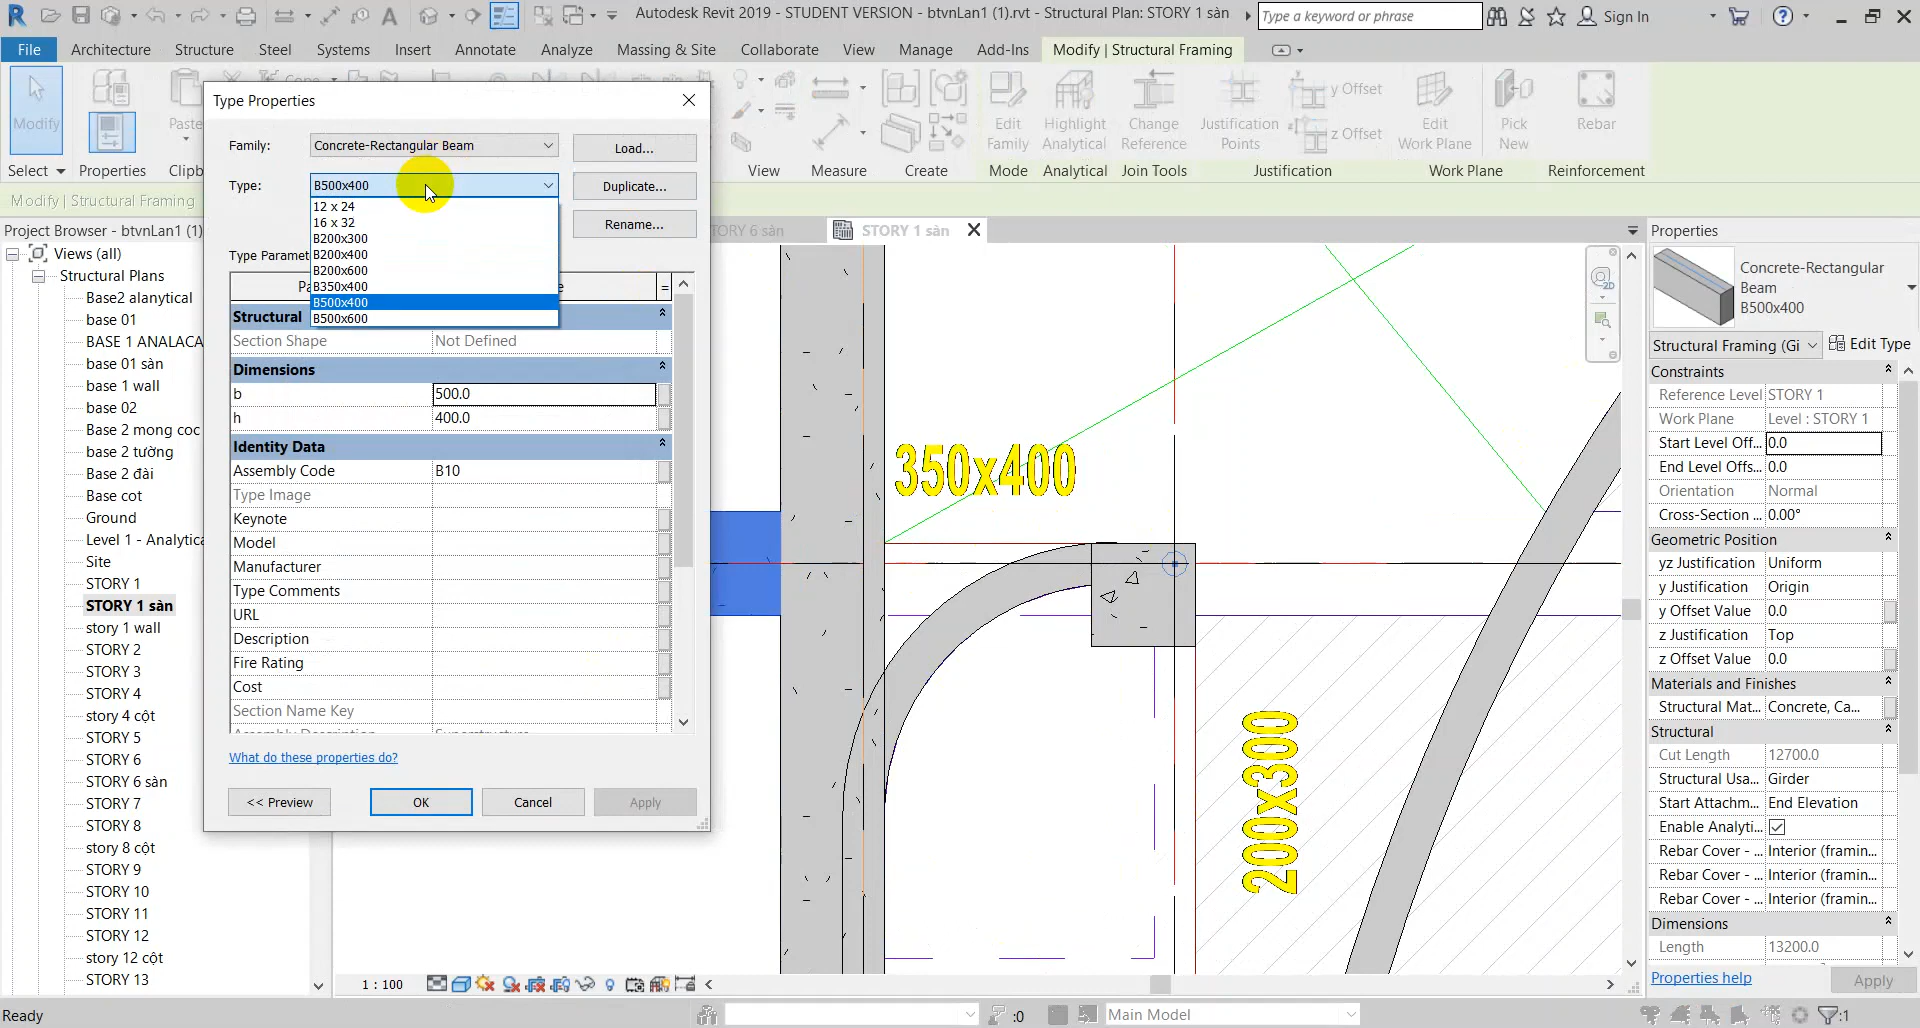 Autodesk Revit 2019 - STUDENT VERSION - btvnLan1 (1).rvt - Structural Plan: STORY 1 sàn
Type a keyword or phrase
Sign In
File Architecture Structure Steel Systems Insert Annotate Analyze Massing & Site Collaborate View Manage Add-Ins Modify | Structural Framing
Modify
Paste
Edit Family
Highlight Analytical
Change Reference
Justification Points
y Offset
z Offset
Edit Work Plane
Pick New
Rebar
Select Properties View Measure Create Mode Analytical Join Tools Justification Work Plane Reinforcement
Modify | Structural Framing
Project Browser - btvnLan1 (1)
Views (all)
Structural Plans
Base2 alanytical
base 01
BASE 1 ANALACA
base 01 sàn
base 1 wall
base 02
Base 2 mong coc
base 2 tường
Base 2 đài
Base cot
Ground
Level 1 - Analytica
Site
STORY 1
STORY 1 sàn
story 1 wall
STORY 2
STORY 3
STORY 4
story 4 cột
STORY 5
STORY 6
STORY 6 sàn
STORY 7
STORY 8
story 8 cột
STORY 9
STORY 10
STORY 11
STORY 12
story 12 cột
STORY 13
Type Properties
Family: Concrete-Rectangular Beam Load...
Type: B500x400 Duplicate...
Rename...
12 x 24
16 x 32
B200x300
B200x400
B200x600
B350x400
B500x400
B500x600
Type Paramet
=
Structural
Section Shape Not Defined
Dimensions
b 500.0
h 400.0
Identity Data
Assembly Code B10
Type Image
Keynote
Model
Manufacturer
Type Comments
URL
Description
Fire Rating
Cost
Section Name Key
What do these properties do?
<< Preview OK Cancel Apply
STORY 6 sàn
STORY 1 sàn
350x400
200x300
2D
Properties
Concrete-Rectangular
Beam
B500x400
Structural Framing (Gi Edit Type
Constraints
Reference Level STORY 1
Work Plane Level : STORY 1
Start Level Off... 0.0
End Level Offs... 0.0
Orientation Normal
Cross-Section ... 0.00°
Geometric Position
yz Justification Uniform
y Justification Origin
y Offset Value 0.0
z Justification Top
z Offset Value 0.0
Materials and Finishes
Structural Mat... Concrete, Ca...
Structural
Cut Length 12700.0
Structural Usa... Girder
Start Attachm... End Elevation
Enable Analyti...
Rebar Cover - ... Interior (framin...
Rebar Cover - ... Interior (framin...
Rebar Cover - ... Interior (framin...
Dimensions
Length 13200.0
Properties help Apply
1 : 100
Ready
:0
Main Model
:1